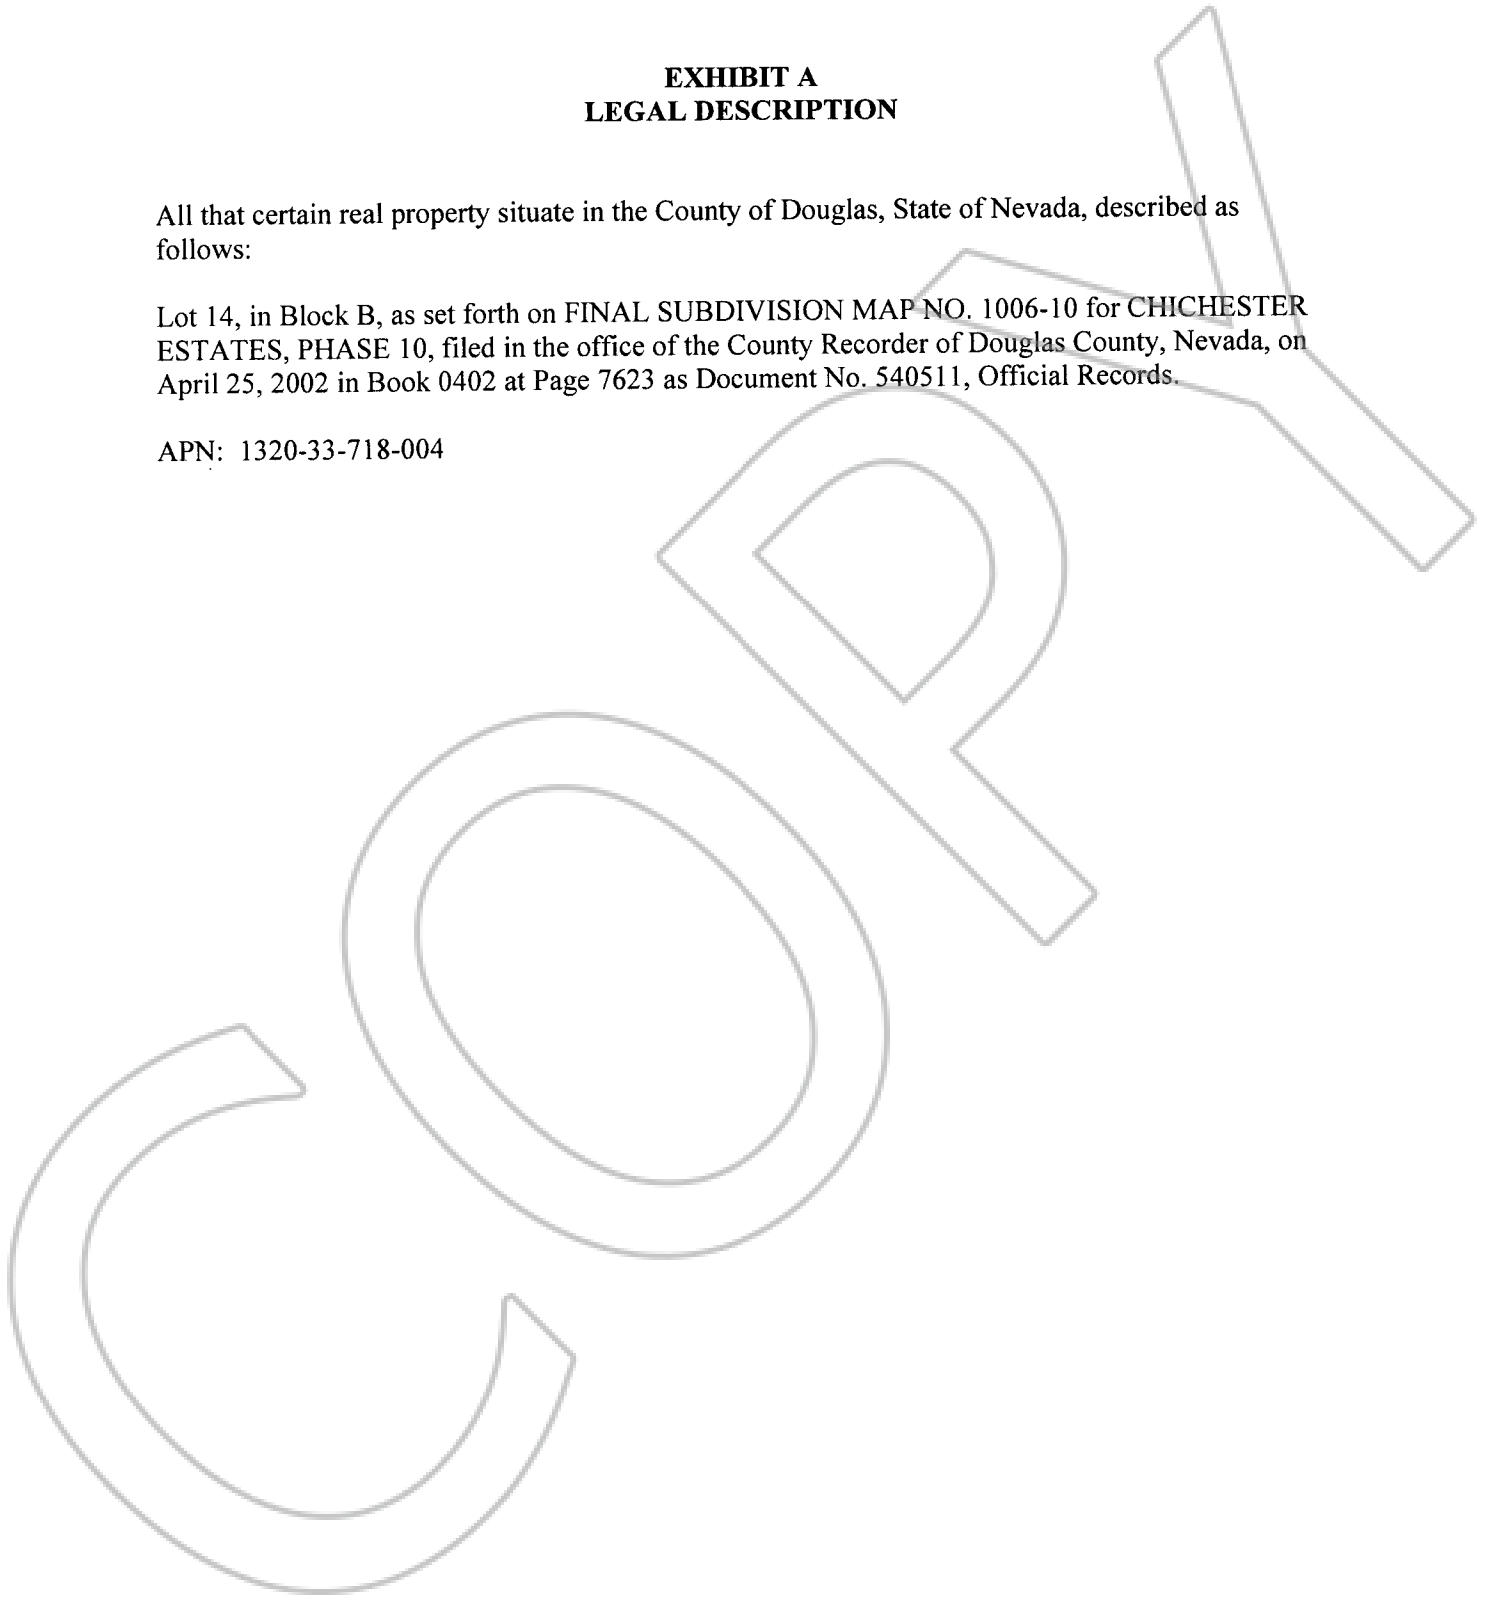 EXHIBIT A
LEGAL DESCRIPTION
All that certain real property situate in the County of Douglas, State of Nevada, described as
follows:
Lot 14, in Block B, as set forth on FINAL SUBDIVISION MAP NO. 1006-10 for CHICHESTER
ESTATES, PHASE 10, filed in the office of the County Recorder of Douglas County, Nevada, on
April 25, 2002 in Book 0402 at Page 7623 as Document No. 540511, Official Records.
APN: 1320-33-718-004
COPY